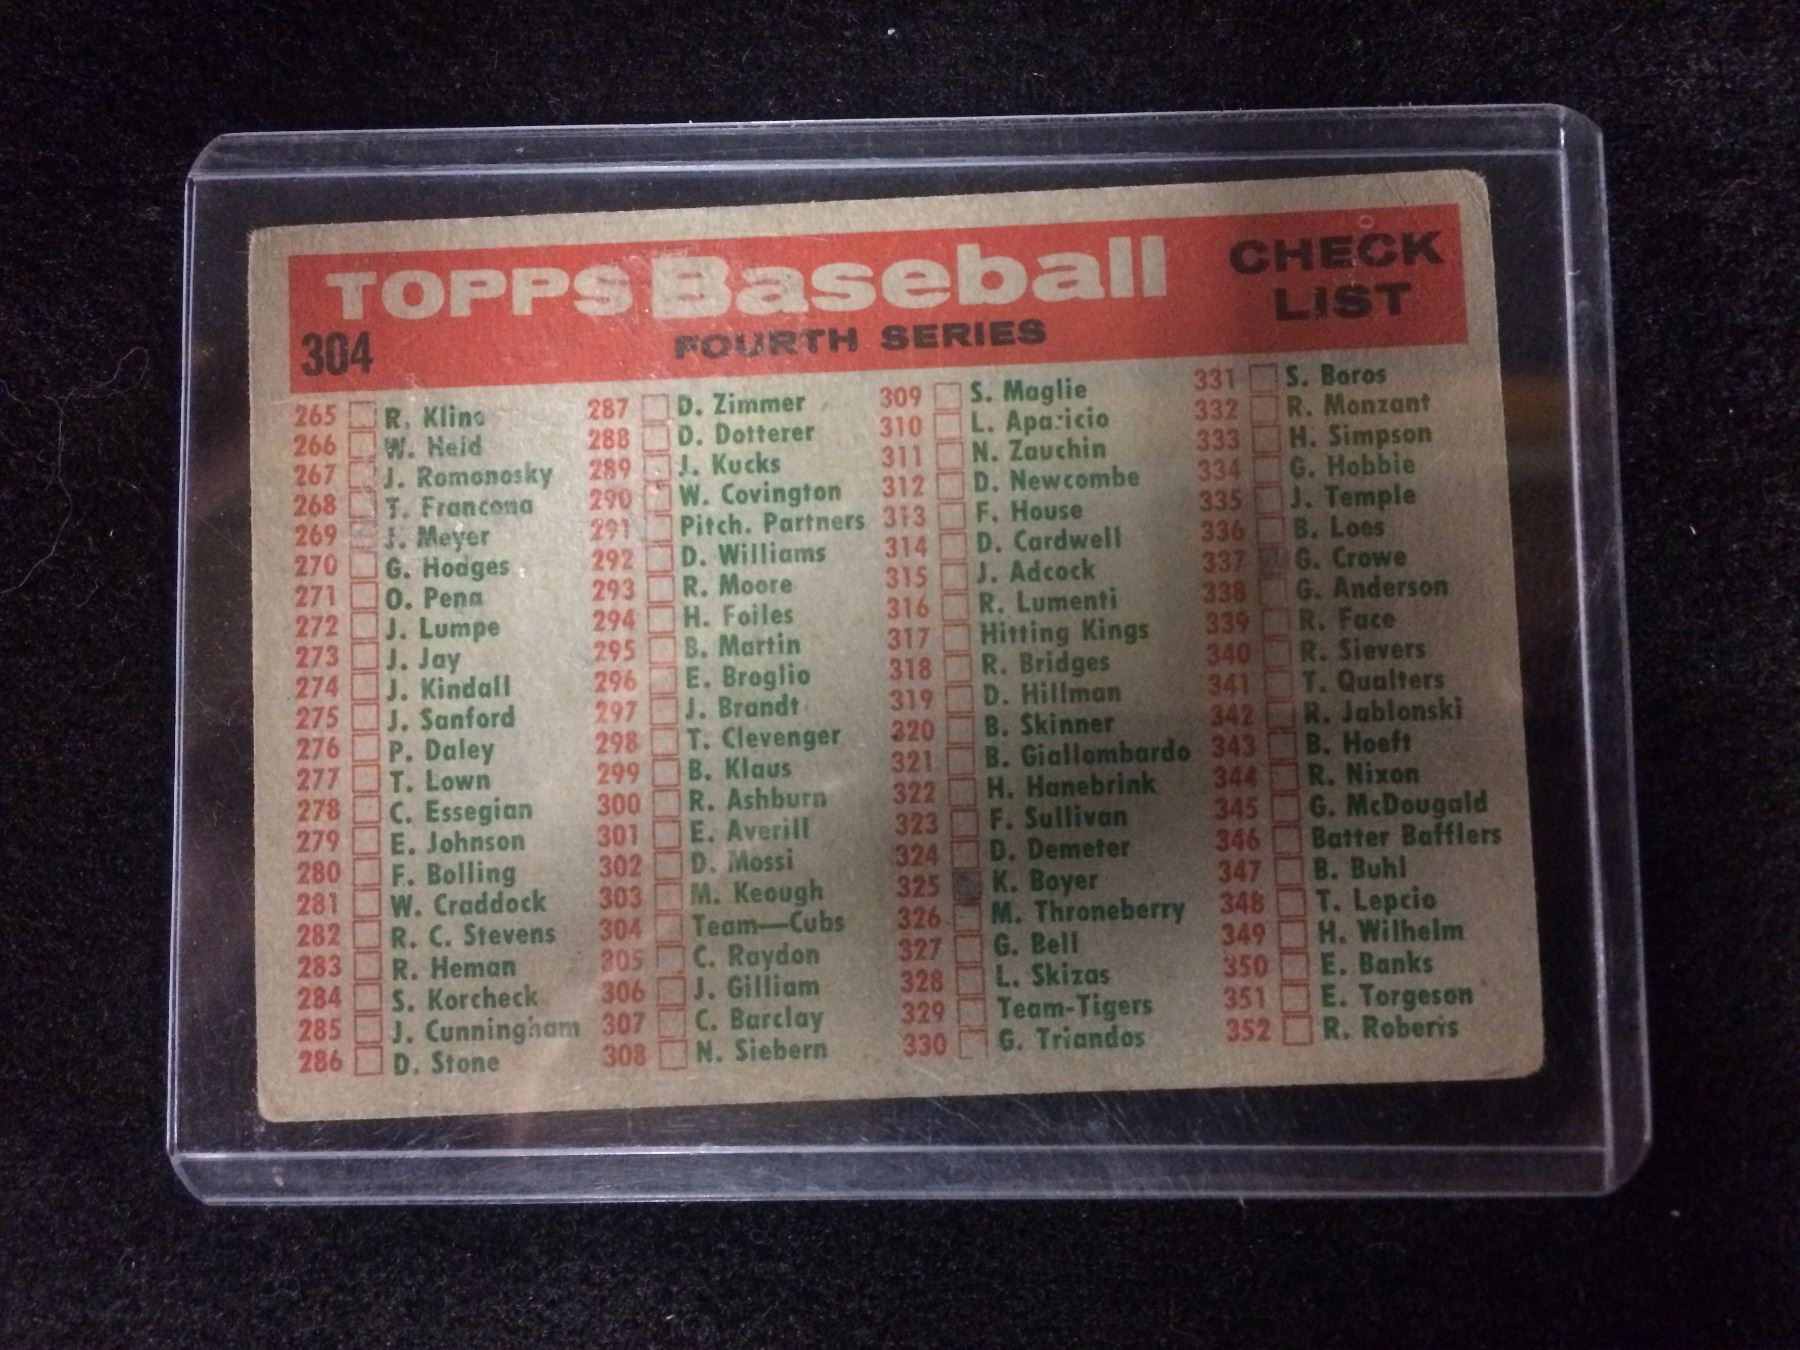 TOPPS Baseball
CHECK
LIST
304
FOURTH SERIES
265 R. Kline
266 W. Held
267 J. Romonosky
268 T. Francona
269 J. Meyer
270 G. Hodges
271 O. Pena
272 J. Lumpe
273 J. Jay
274 J. Kindall
275 J. Sanford
276 P. Daley
277 T. Lown
278 C. Essegian
279 E. Johnson
280 F. Bolling
281 W. Craddock
282 R. C. Stevens
283 R. Heman
284 S. Korcheck
285 J. Cunningham
286 D. Stone
287 D. Zimmer
288 D. Dotterer
289 J. Kucks
290 W. Covington
291 Pitch. Partners
292 D. Williams
293 R. Moore
294 H. Foiles
295 B. Martin
296 E. Broglio
297 J. Brandt
298 T. Clevenger
299 B. Klaus
300 R. Ashburn
301 E. Averill
302 D. Mossi
303 M. Keough
304 Team—Cubs
305 C. Raydon
306 J. Gilliam
307 C. Barclay
308 N. Siebern
309 S. Maglie
310 L. Aparicio
311 N. Zauchin
312 D. Newcombe
313 F. House
314 D. Cardwell
315 J. Adcock
316 R. Lumenti
317 Hitting Kings
318 R. Bridges
319 D. Hillman
320 B. Skinner
321 B. Giallombardo
322 H. Hanebrink
323 F. Sullivan
324 D. Demeter
325 K. Boyer
326 M. Throneberry
327 G. Bell
328 L. Skizas
329 Team-Tigers
330 G. Triandos
331 S. Boros
332 R. Monzant
333 H. Simpson
334 G. Hobbie
335 J. Temple
336 B. Loes
337 G. Crowe
338 G. Anderson
339 R. Face
340 R. Sievers
341 T. Qualters
342 R. Jablonski
343 B. Hoeft
344 R. Nixon
345 G. McDougald
346 Batter Bafflers
347 B. Buhl
348 T. Lepcio
349 H. Wilhelm
350 E. Banks
351 E. Torgeson
352 R. Roberts